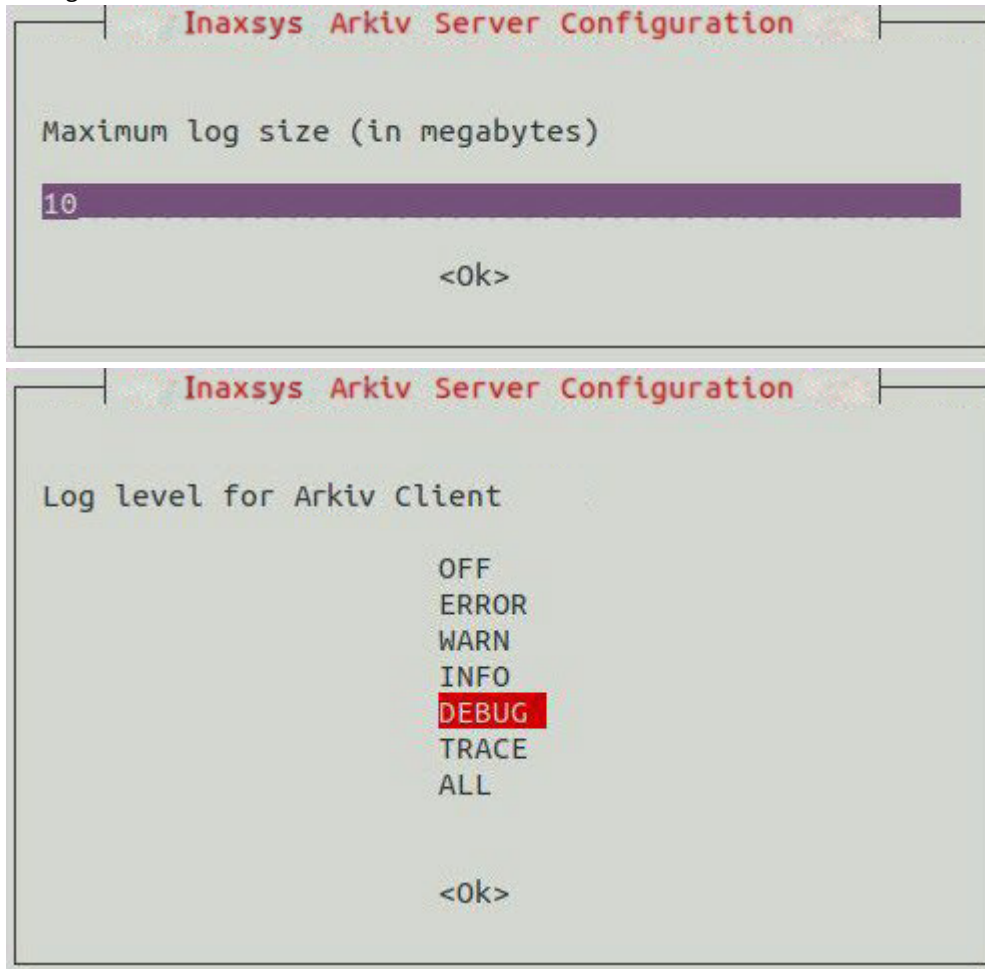 Inaxsys Arkiv Server Configuration
Maximum log size (in megabytes)
10
<Ok>
Inaxsys Arkiv Server Configuration
Log level for Arkiv Client
OFF
ERROR
WARN
INFO
DEBUG
TRACE
ALL
<Ok>